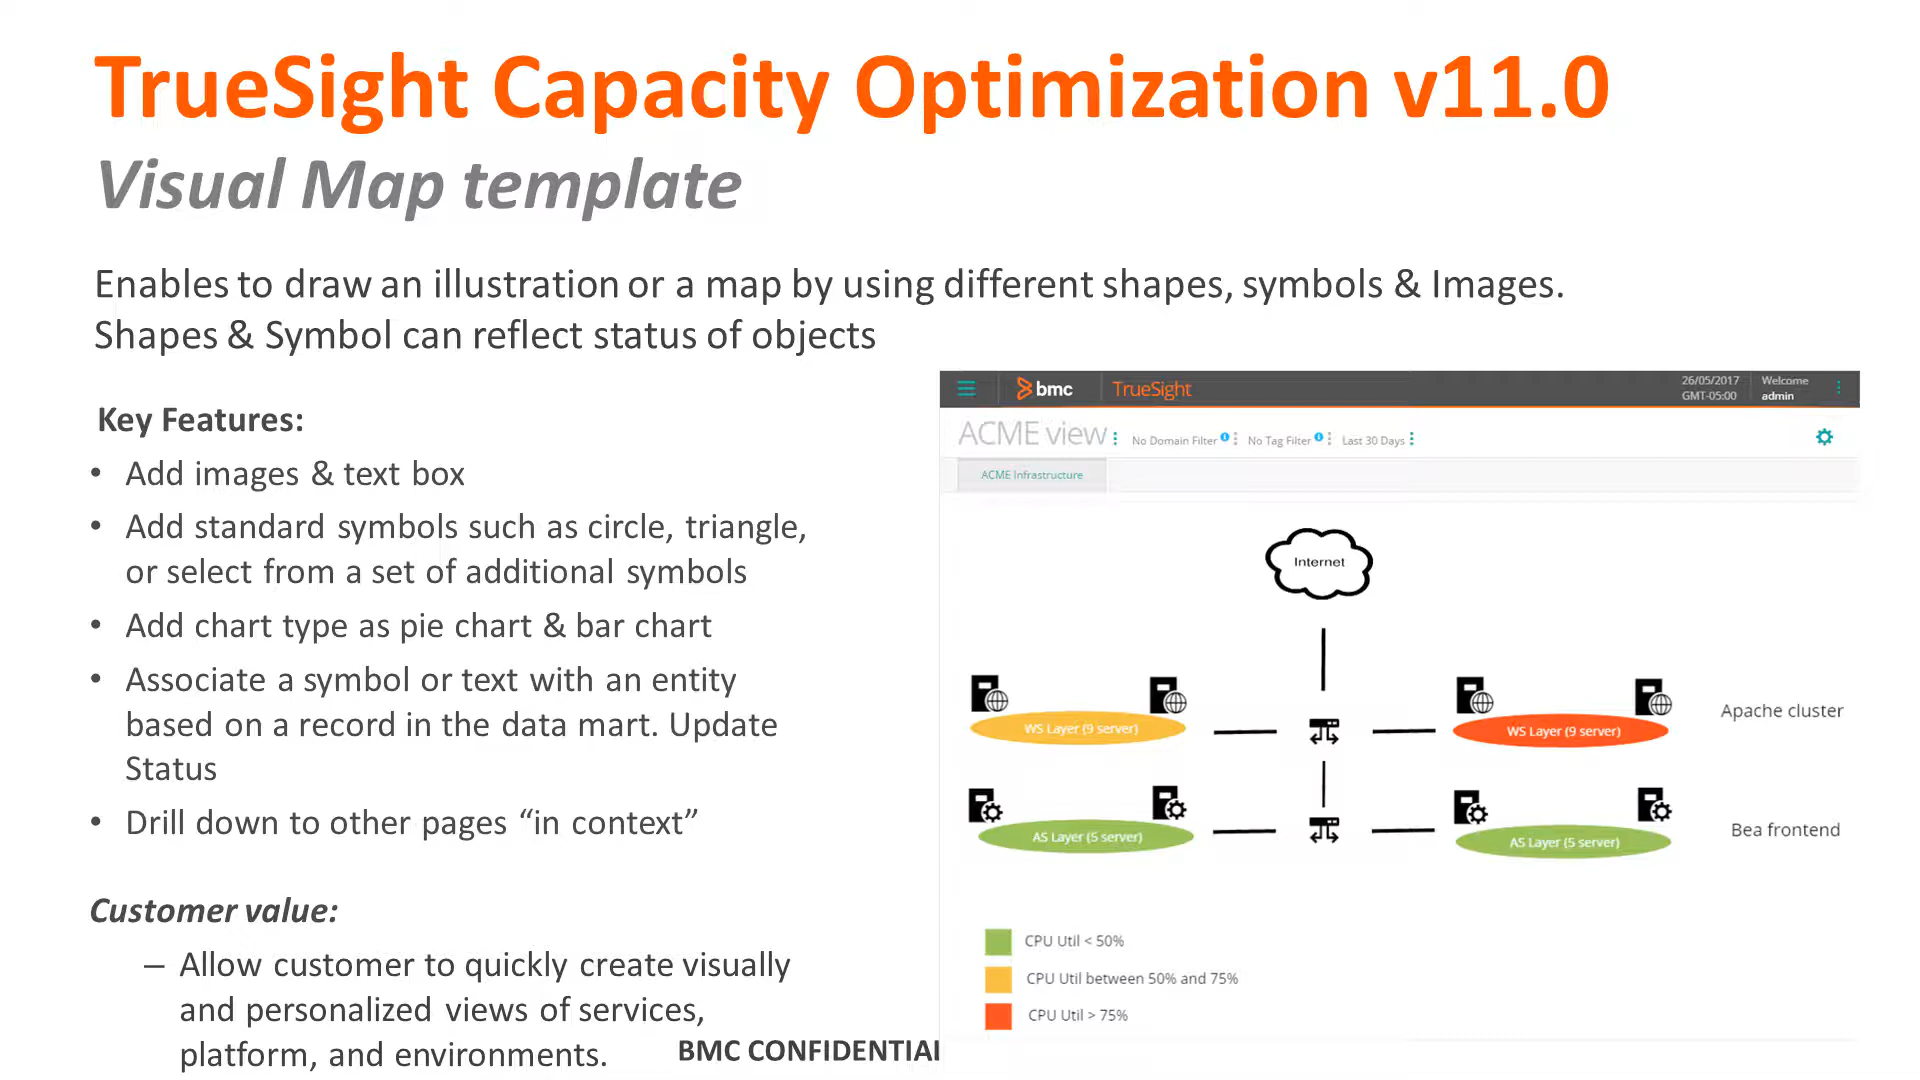 TrueSight Capacity Optimization v11.0
Visual Map template
Enables to draw an illustration or a map by using different shapes, symbols & Images.
Shapes & Symbol can reflect status of objects
Key Features:
• Add images & text box
• Add standard symbols such as circle, triangle,
or select from a set of additional symbols
• Add chart type as pie chart & bar chart
• Associate a symbol or text with an entity
based on a record in the data mart. Update
Status
• Drill down to other pages “in context”
Customer value:
– Allow customer to quickly create visually
and personalized views of services,
platform, and environments.
BMC CONFIDENTIAL
bmc TrueSight 26/05/2017 Welcome
GMT-05:00 admin
ACME view No Domain Filter No Tag Filter Last 30 Days
ACME Infrastructure
Internet
WS Layer (9 server) WS Layer (9 server) Apache cluster
AS Layer (5 server) AS Layer (5 server) Bea frontend
CPU Util < 50%
CPU Util between 50% and 75%
CPU Util > 75%